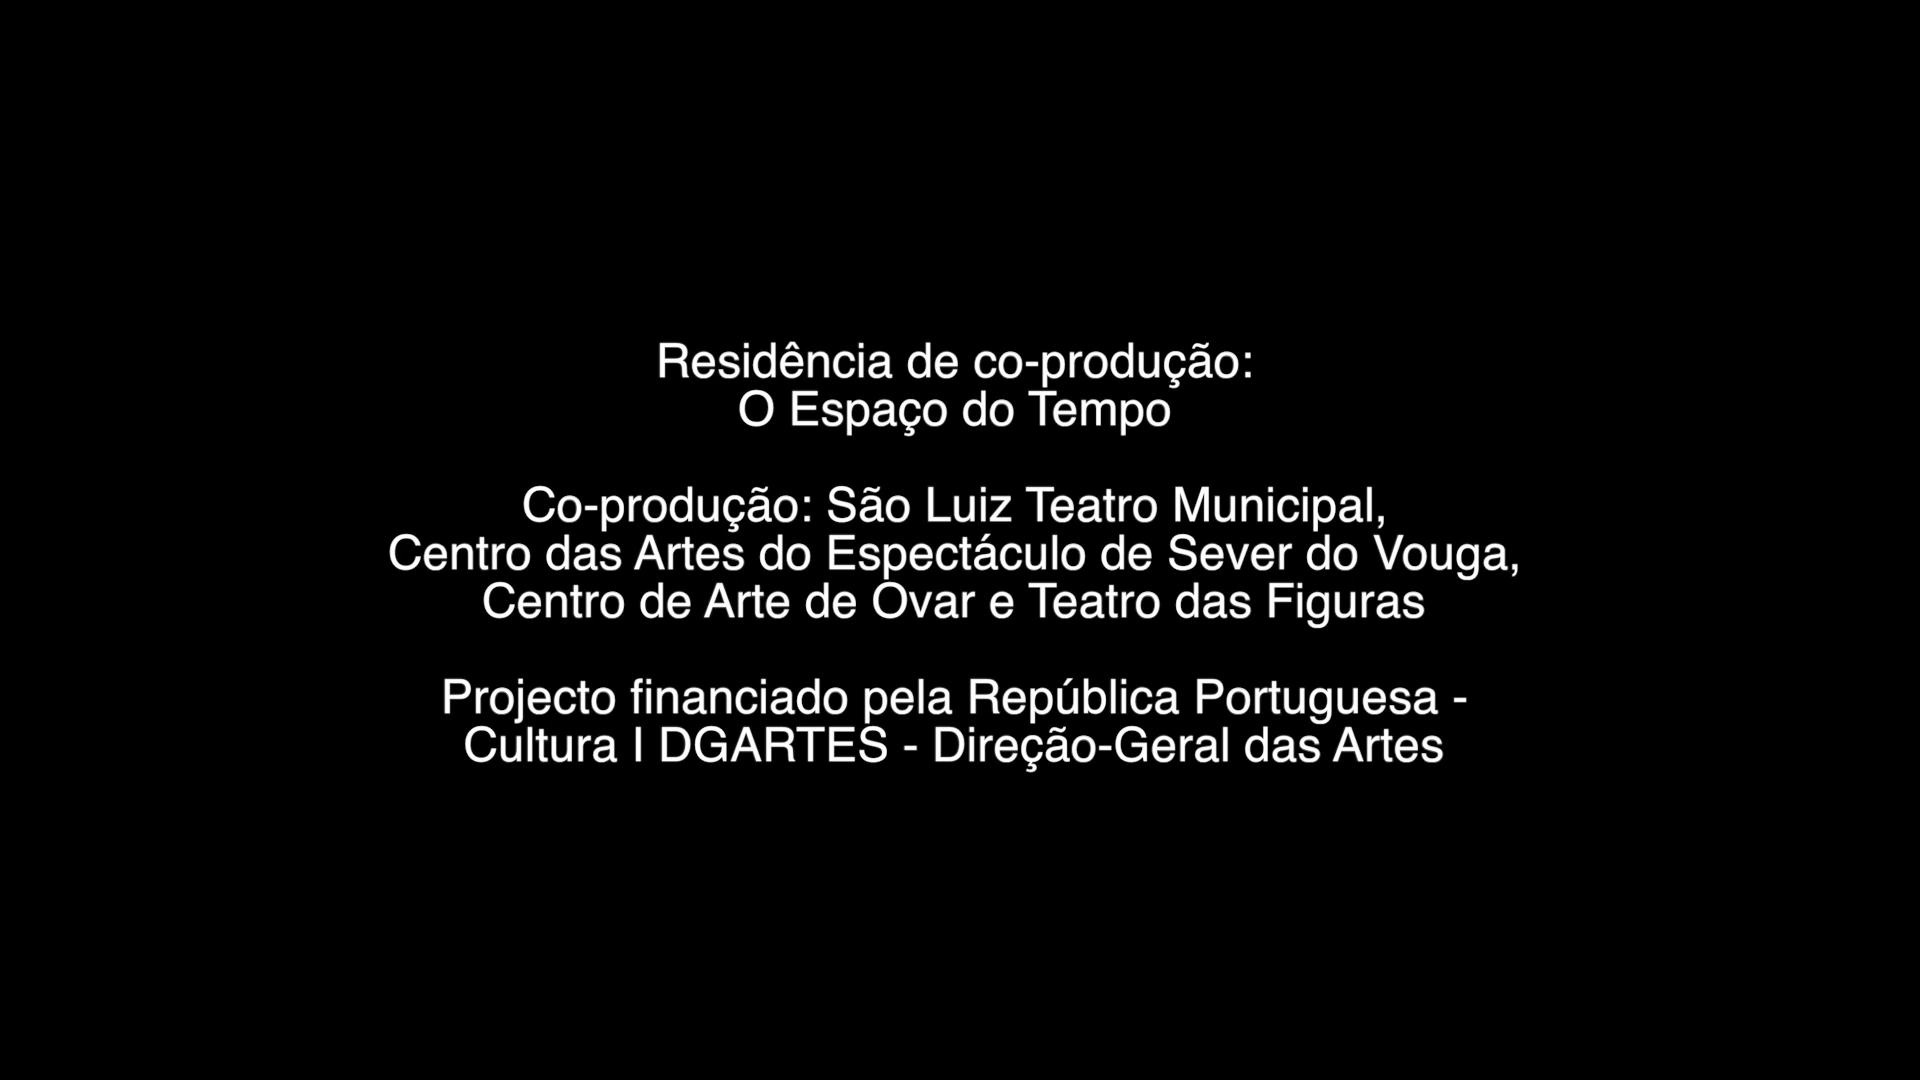 Residência de co-produção:
O Espaço do Tempo
Co-produção: São Luiz Teatro Municipal,
Centro das Artes do Espectáculo de Sever do Vouga,
Centro de Arte de Ovar e Teatro das Figuras
Projecto financiado pela República Portuguesa -
Cultura I DGARTES - Direção-Geral das Artes